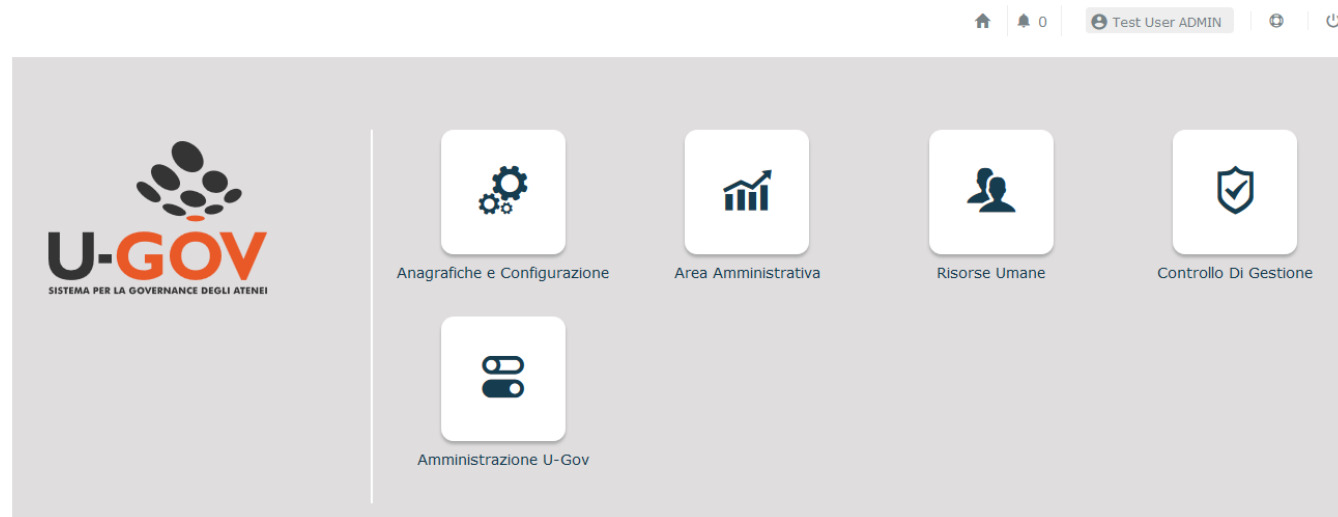 0
Test User ADMIN
U-GOV
SISTEMA PER LA GOVERNANCE DEGLI ATENEI
Anagrafiche e Configurazione
Area Amministrativa
Risorse Umane
Controllo Di Gestione
Amministrazione U-Gov